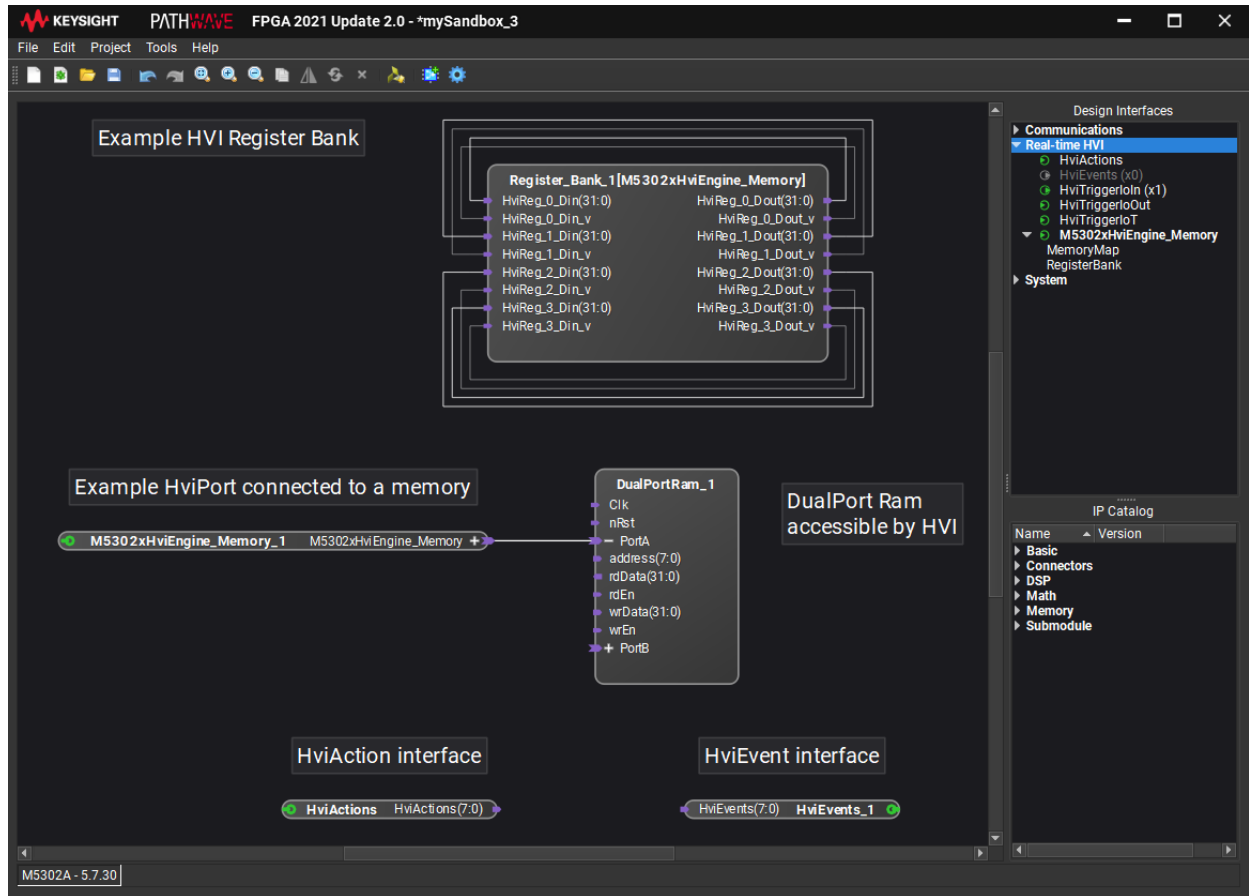 KEYSIGHT PATHWAVE FPGA 2021 Update 2.0 - *mySandbox_3
File Edit Project Tools Help
Example HVI Register Bank
Register_Bank_1[M5302xHviEngine_Memory]
HviReg_0_Din(31:0) HviReg_0_Dout(31:0)
HviReg_0_Din_v HviReg_0_Dout_v
HviReg_1_Din(31:0) HviReg_1_Dout(31:0)
HviReg_1_Din_v HviReg_1_Dout_v
HviReg_2_Din(31:0) HviReg_2_Dout(31:0)
HviReg_2_Din_v HviReg_2_Dout_v
HviReg_3_Din(31:0) HviReg_3_Dout(31:0)
HviReg_3_Din_v HviReg_3_Dout_v
Example HviPort connected to a memory
M5302xHviEngine_Memory_1 M5302xHviEngine_Memory +
DualPortRam_1
Clk
nRst
– PortA
address(7:0)
rdData(31:0)
rdEn
wrData(31:0)
wrEn
+ PortB
DualPort Ram
accessible by HVI
HviAction interface
HviActions HviActions(7:0)
HviEvent interface
HviEvents(7:0) HviEvents_1
Design Interfaces
Communications
Real-time HVI
HviActions
HviEvents (x0)
HviTriggerIoIn (x1)
HviTriggerIoOut
HviTriggerIoT
M5302xHviEngine_Memory
MemoryMap
RegisterBank
System
IP Catalog
Name Version
Basic
Connectors
DSP
Math
Memory
Submodule
M5302A - 5.7.30